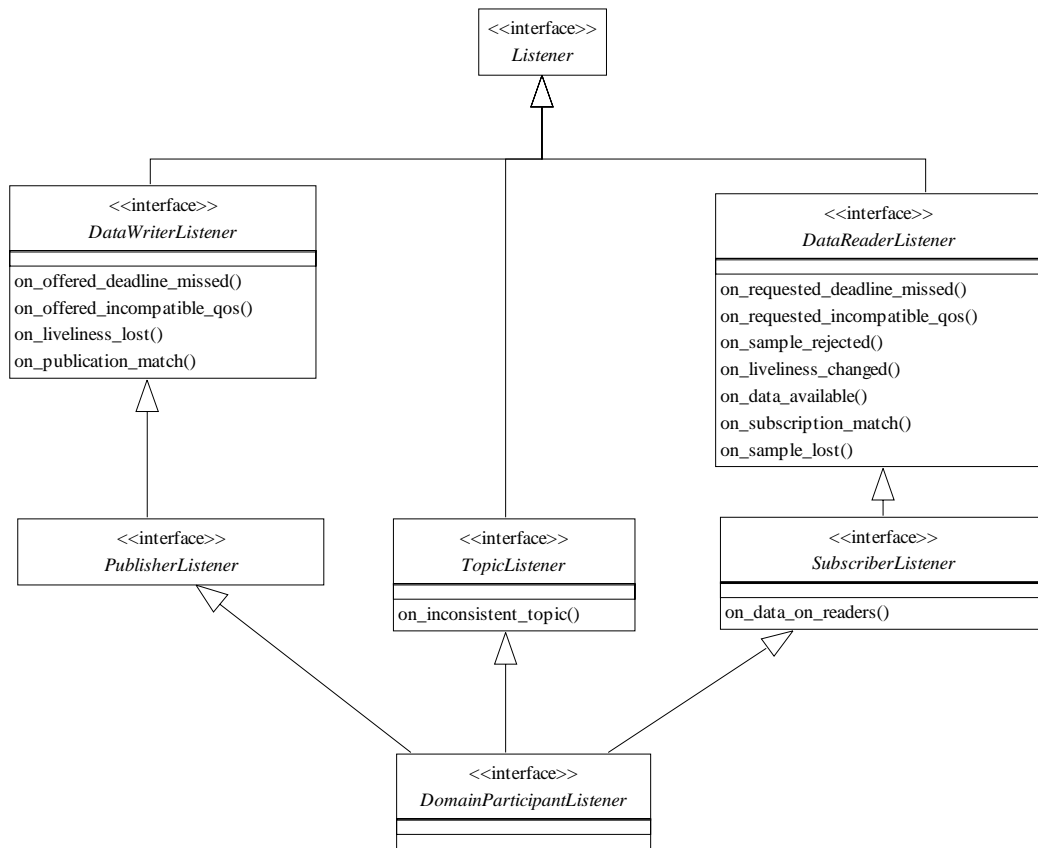 <<interface>>
Listener
<<interface>>
DataWriterListener
on_offered_deadline_missed()
on_offered_incompatible_qos()
on_liveliness_lost()
on_publication_match()
<<interface>>
DataReaderListener
on_requested_deadline_missed()
on_requested_incompatible_qos()
on_sample_rejected()
on_liveliness_changed()
on_data_available()
on_subscription_match()
on_sample_lost()
<<interface>>
PublisherListener
<<interface>>
TopicListener
on_inconsistent_topic()
<<interface>>
SubscriberListener
on_data_on_readers()
<<interface>>
DomainParticipantListener